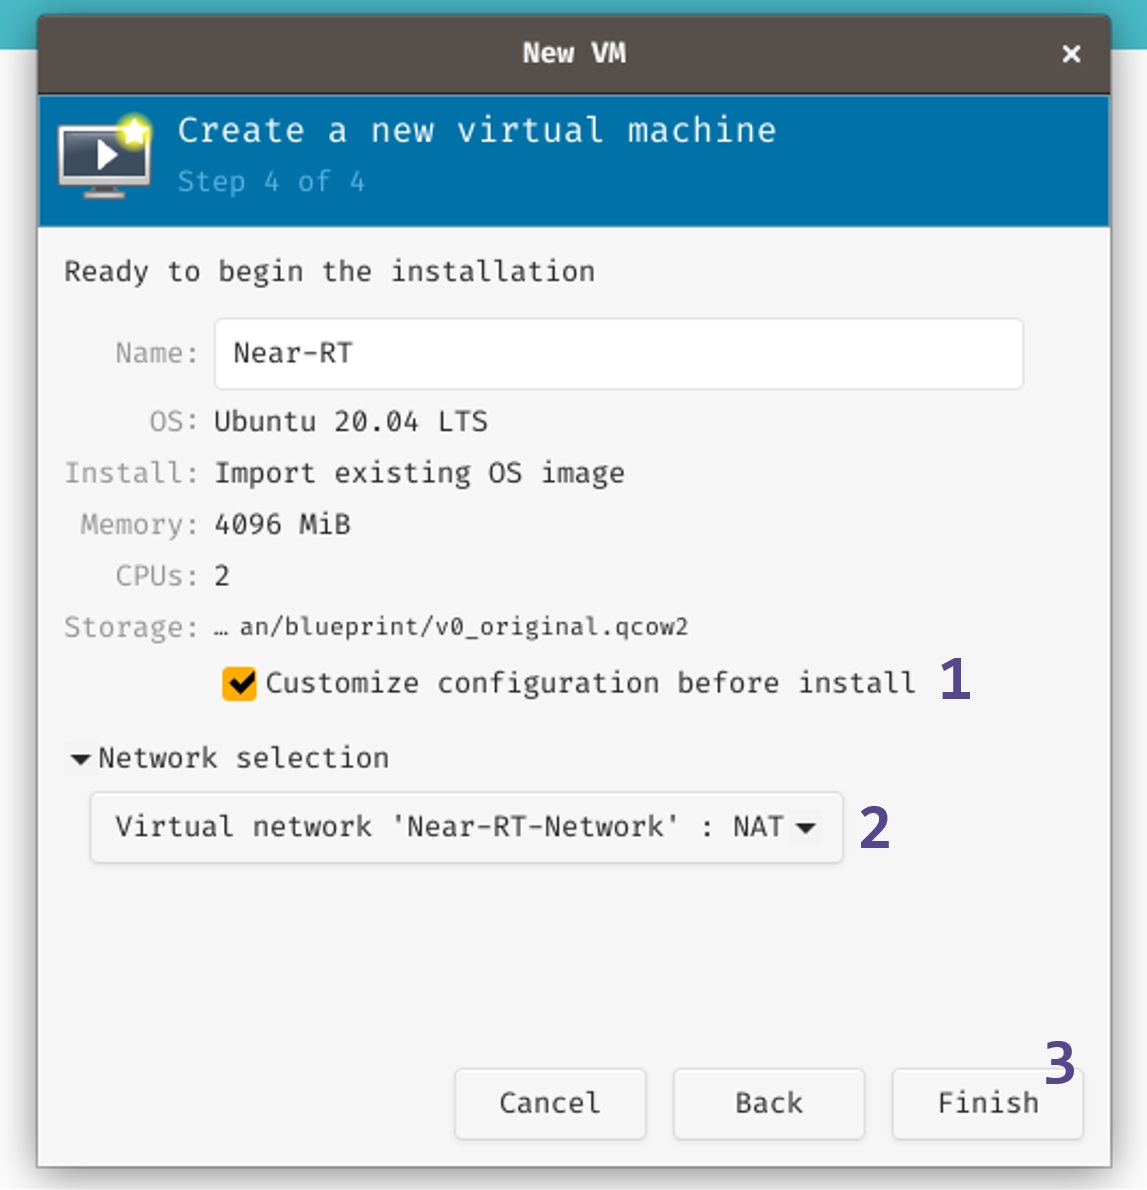 New VM ×
Create a new virtual machine
Step 4 of 4
Ready to begin the installation
Name: Near-RT
OS: Ubuntu 20.04 LTS
Install: Import existing OS image
Memory: 4096 MiB
CPUs: 2
Storage: … an/blueprint/v0_original.qcow2
Customize configuration before install 1
Network selection
Virtual network 'Near-RT-Network' : NAT 2
3
Cancel Back Finish